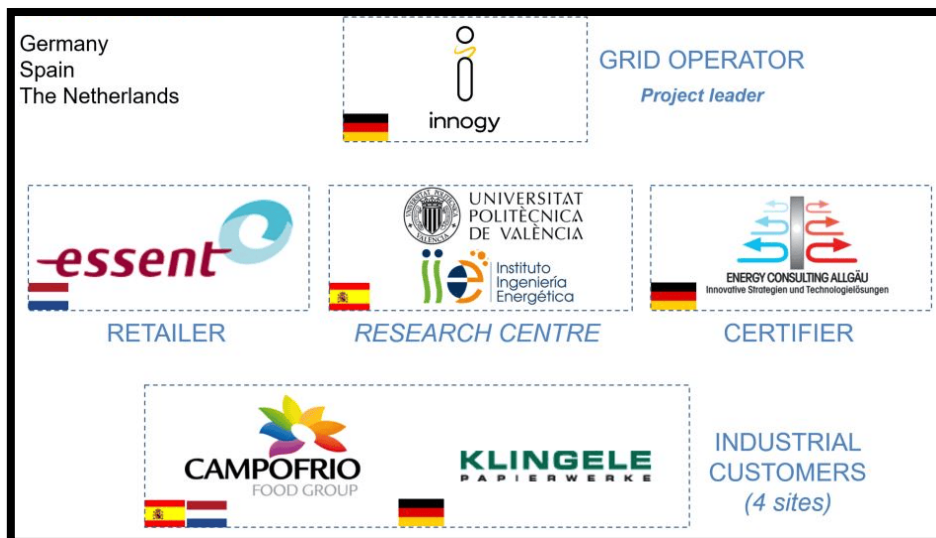 Germany
Spain
The Netherlands
innogy
GRID OPERATOR
Project leader
essent
RETAILER
UNIVERSITAT
POLITÈCNICA
DE VALÈNCIA
iie
Instituto
Ingeniería
Energética
RESEARCH CENTRE
ENERGY CONSULTING ALLGÄU
Innovative Strategien und Technologielösungen
CERTIFIER
CAMPOFRIO
FOOD GROUP
KLINGELE
PAPIERWERKE
INDUSTRIAL
CUSTOMERS
(4 sites)